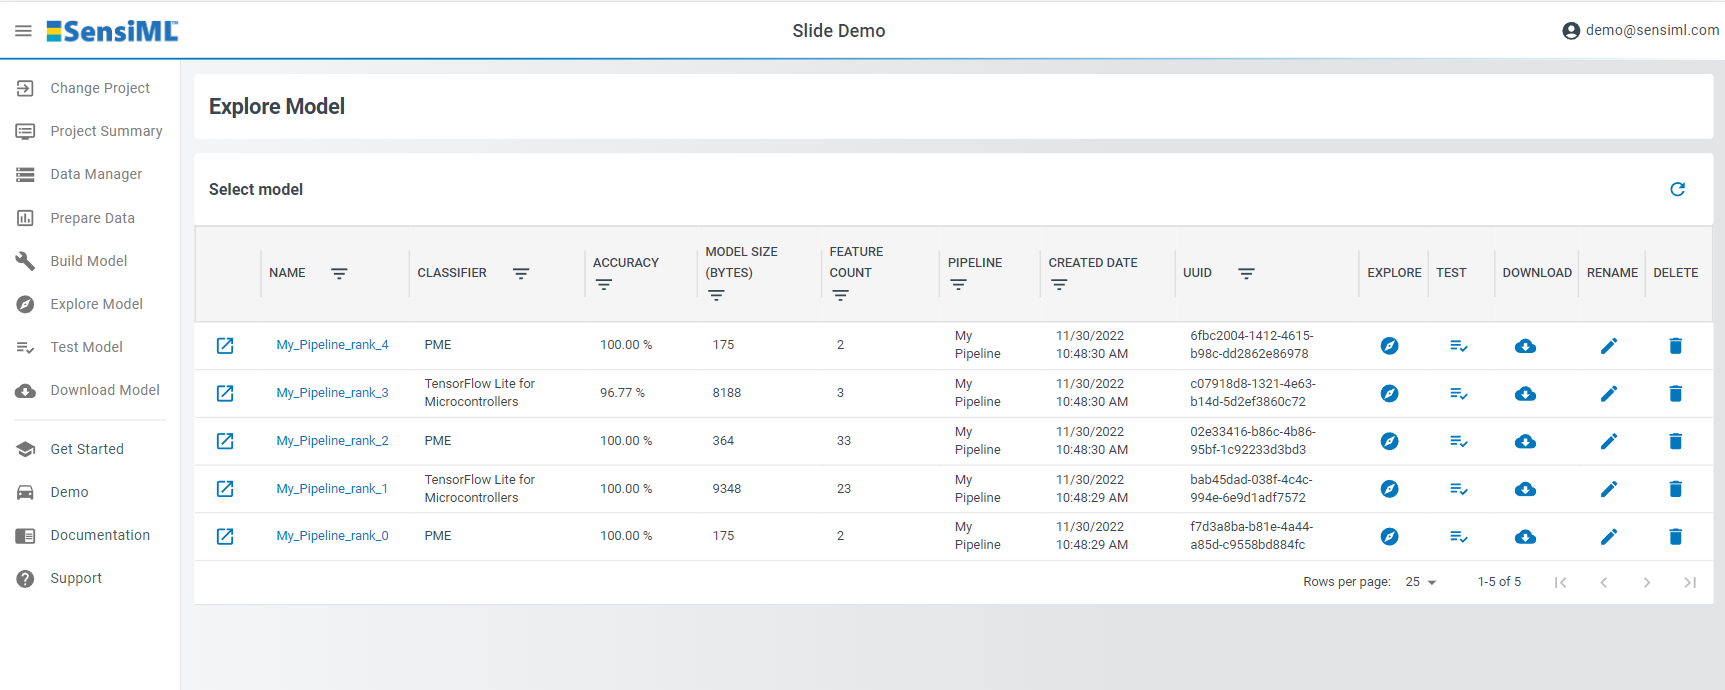 SensiML
Slide Demo
demo@sensiml.com
Change Project
Project Summary
Data Manager
Prepare Data
Build Model
Explore Model
Test Model
Download Model
Get Started
Demo
Documentation
Support
Explore Model
Select model
NAME CLASSIFIER ACCURACY MODEL SIZE (BYTES) FEATURE COUNT PIPELINE CREATED DATE UUID EXPLORE TEST DOWNLOAD RENAME DELETE
My_Pipeline_rank_4 PME 100.00 % 175 2 My Pipeline 11/30/2022 10:48:30 AM 6fbc2004-1412-4615-b98c-dd2862e86978
My_Pipeline_rank_3 TensorFlow Lite for Microcontrollers 96.77 % 8188 3 My Pipeline 11/30/2022 10:48:30 AM c07918d8-1321-4e63-b14d-5d2ef3860c72
My_Pipeline_rank_2 PME 100.00 % 364 33 My Pipeline 11/30/2022 10:48:30 AM 02e33416-b86c-4b86-95bf-1c92233d3bd3
My_Pipeline_rank_1 TensorFlow Lite for Microcontrollers 100.00 % 9348 23 My Pipeline 11/30/2022 10:48:29 AM bab45dad-038f-4c4c-994e-6e9d1adf7572
My_Pipeline_rank_0 PME 100.00 % 175 2 My Pipeline 11/30/2022 10:48:29 AM f7d3a8ba-b81e-4a44-a85d-c9558bd884fc
Rows per page: 25 1-5 of 5